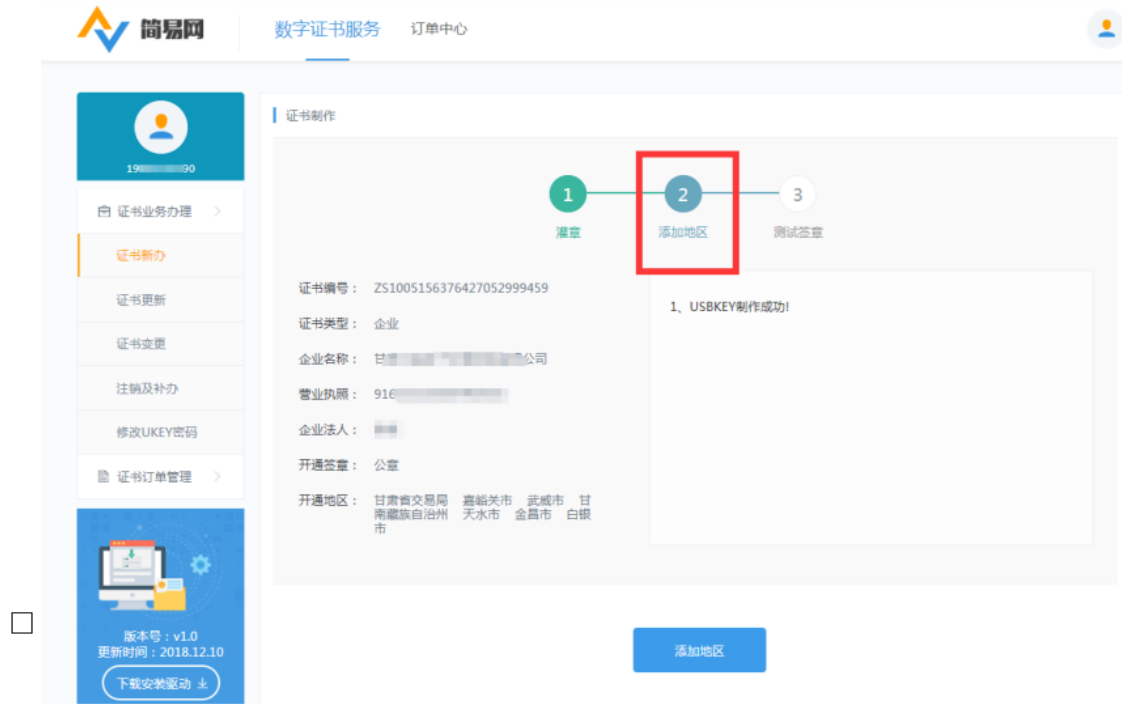 简易网
数字证书服务
订单中心
19 90
证书业务办理
证书新办
证书更新
证书变更
注销及补办
修改UKEY密码
证书订单管理
版本号：v1.0
更新时间：2018.12.10
下载安装驱动
证书制作
1
2
3
灌章
添加地区
测试签章
证书编号： ZS1005156376427052999459
证书类型： 企业
企业名称： 甘 公司
营业执照： 916
企业法人：
开通签章： 公章
开通地区： 甘肃省交易局 嘉峪关市 武威市 甘
南藏族自治州 天水市 金昌市 白银
市
1、USBKEY制作成功!
添加地区